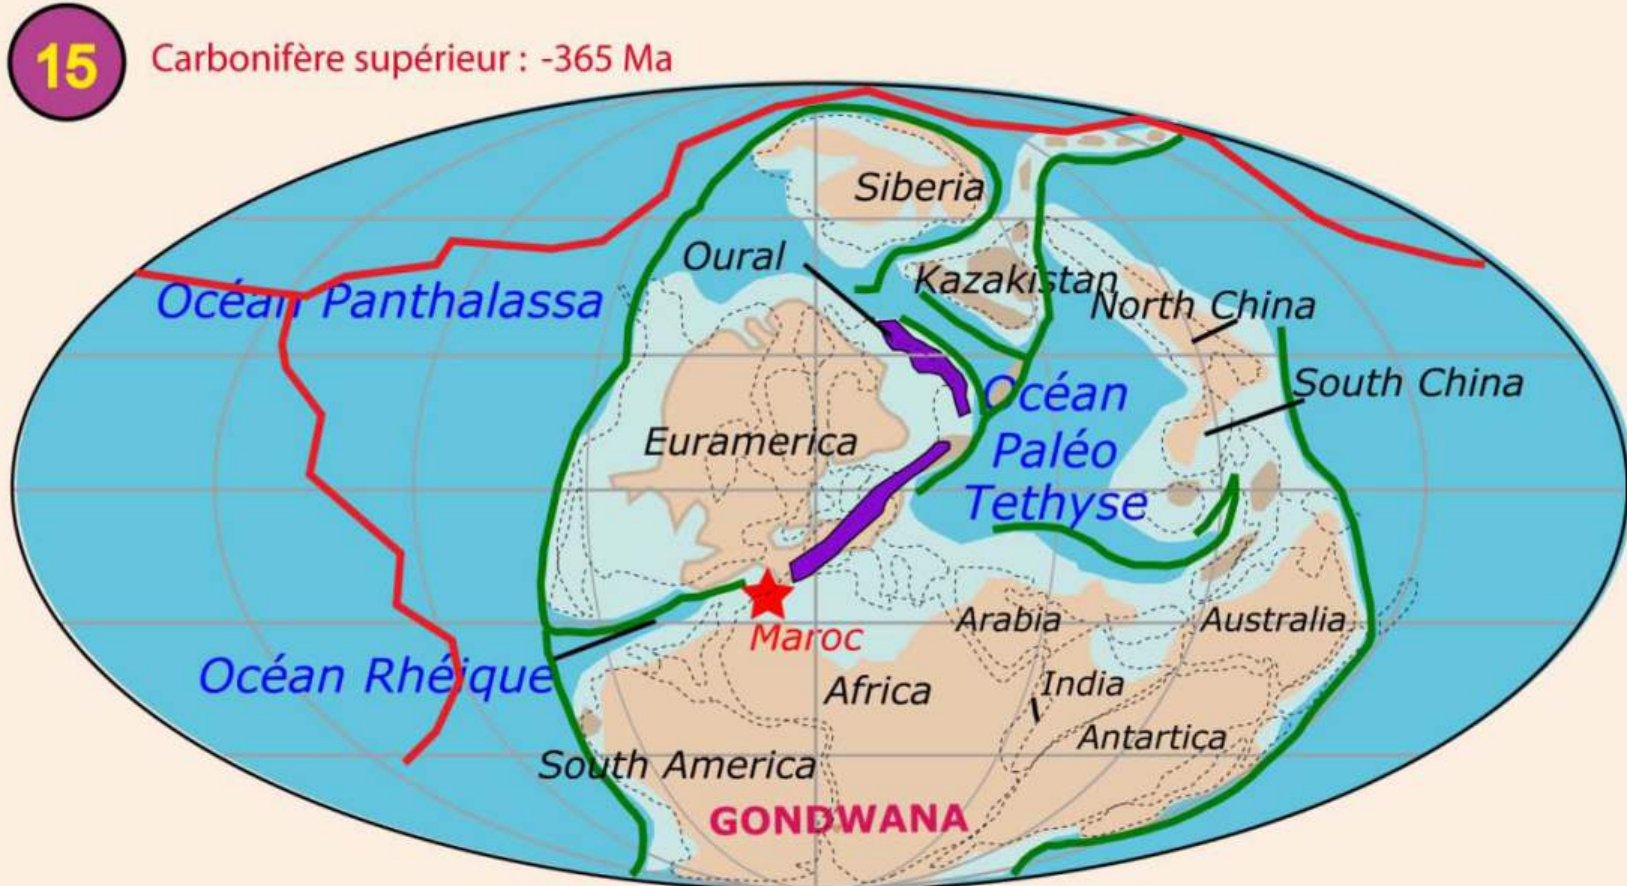 15
Carbonifère supérieur : -365 Ma
Siberia
Oural
Kazakistan
Océan Panthalassa
North China
South China
Océan
Paléo
Tethyse
Euramerica
Maroc
Arabia
Australia
Océan Rhéique
Africa
India
Antartica
South America
GONDWANA